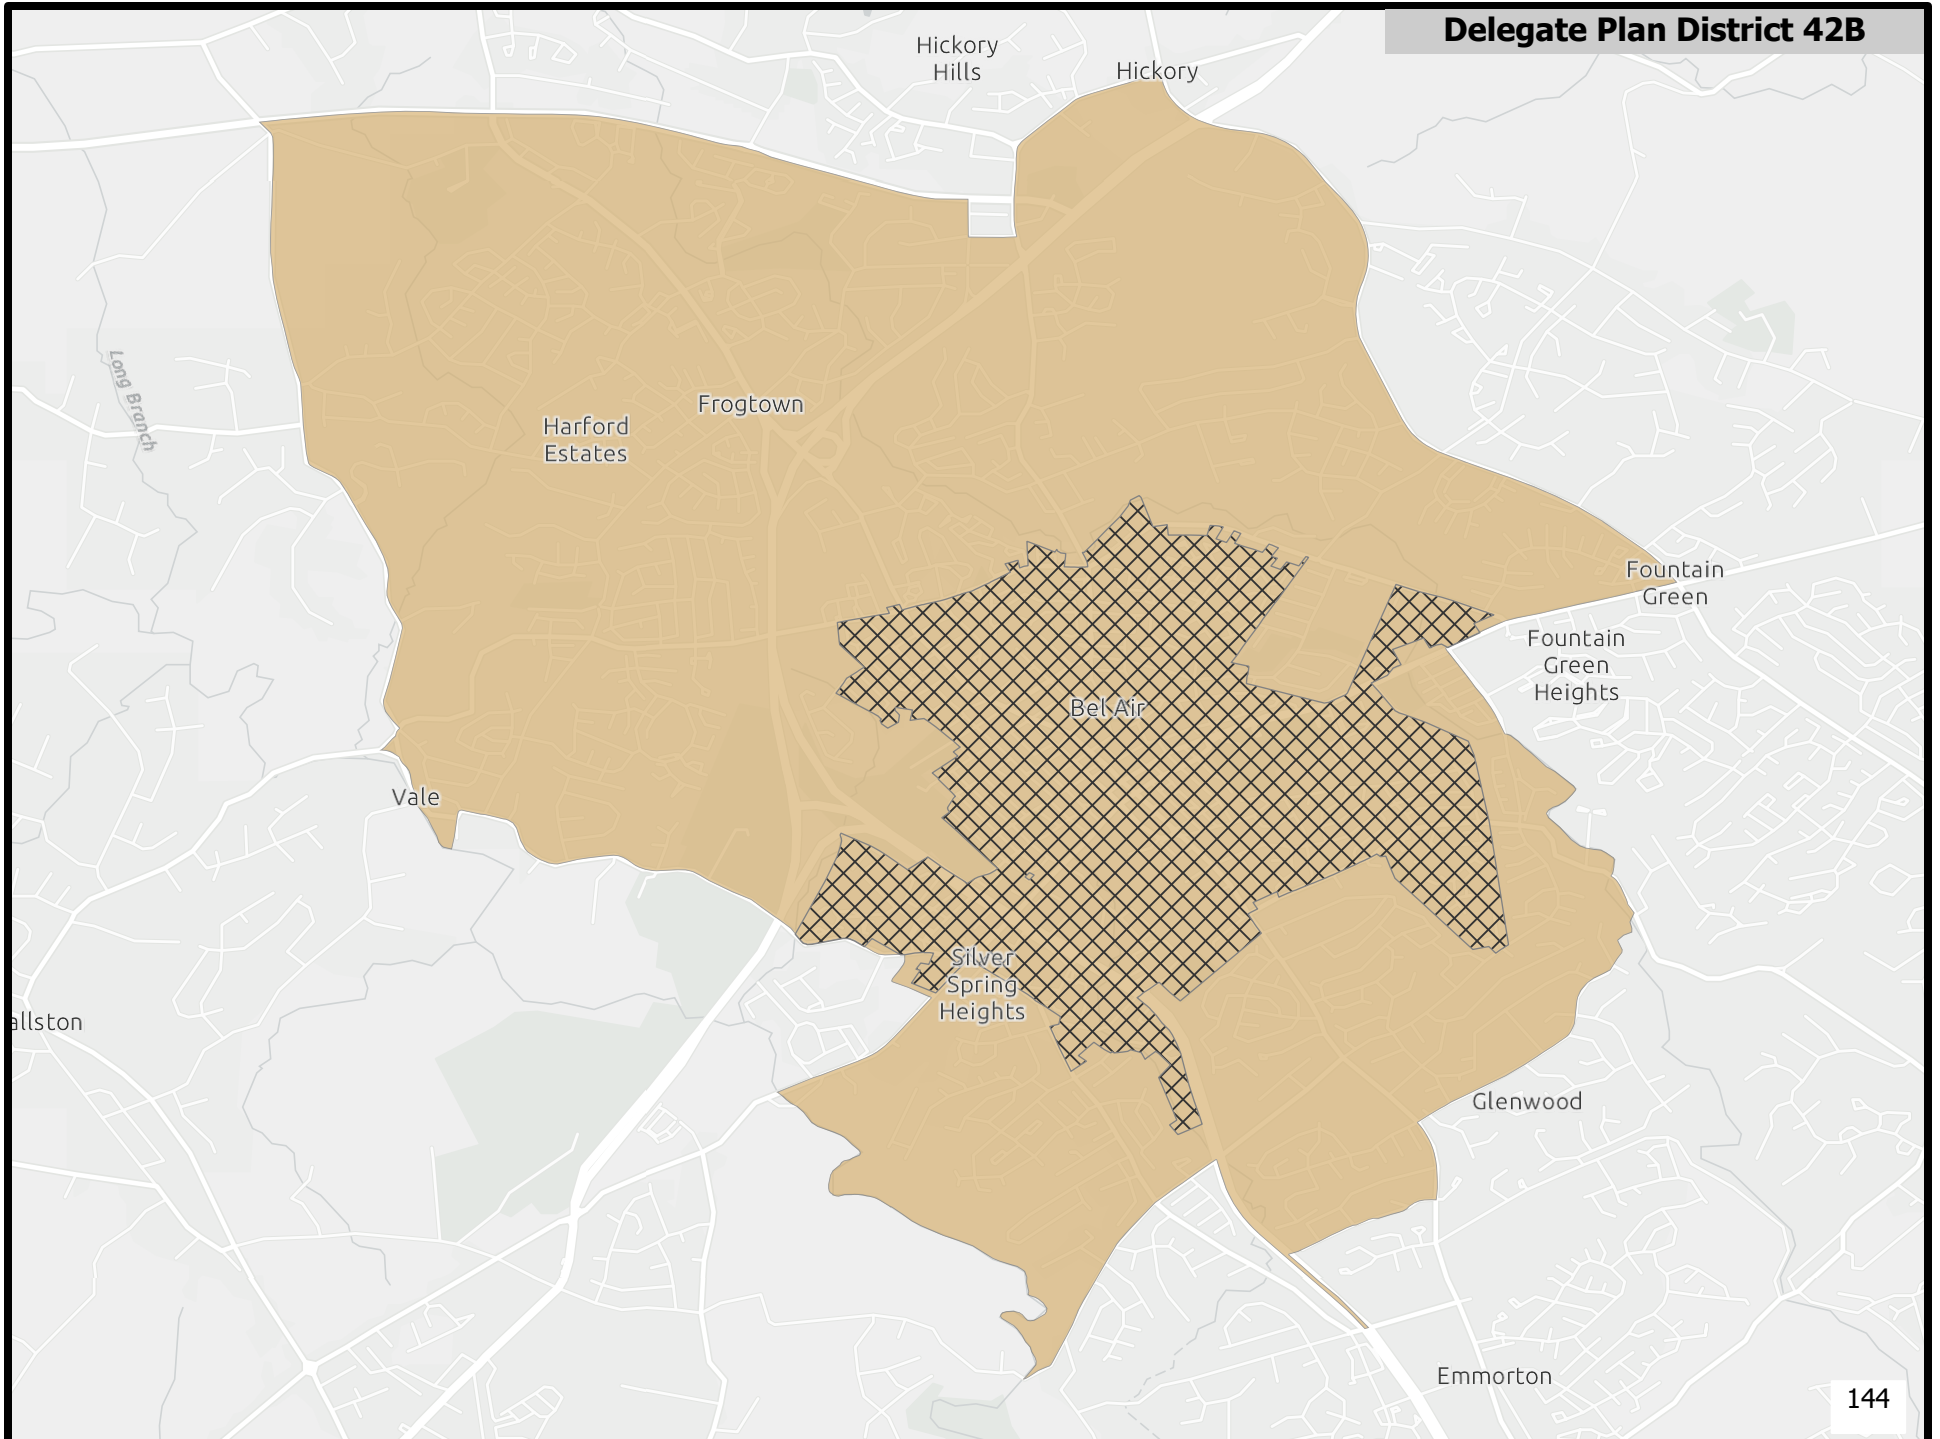 Delegate Plan District 42B
Hickory
Hills
Hickory
Long Branch
Frogtown
Harford
Estates
Fountain
Green
Fountain
Green
Heights
Bel Air
Vale
Silver
Spring
Heights
allston
Glenwood
Emmorton
144